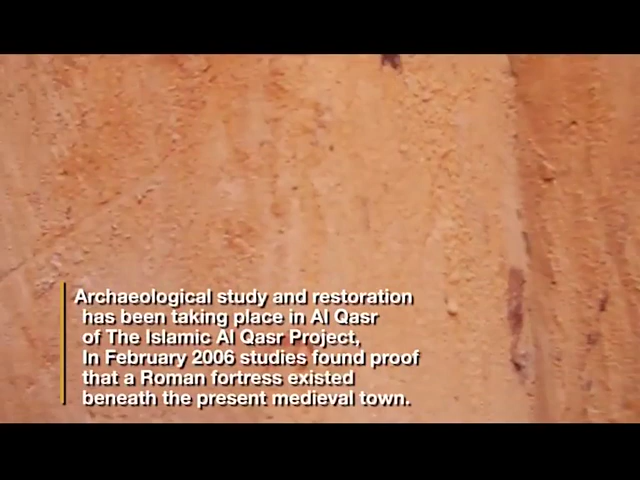 Archaeological study and restoration
has been taking place in Al Qasr
of The Islamic Al Qasr Project,
In February 2006 studies found proof
that a Roman fortress existed
beneath the present medieval town.